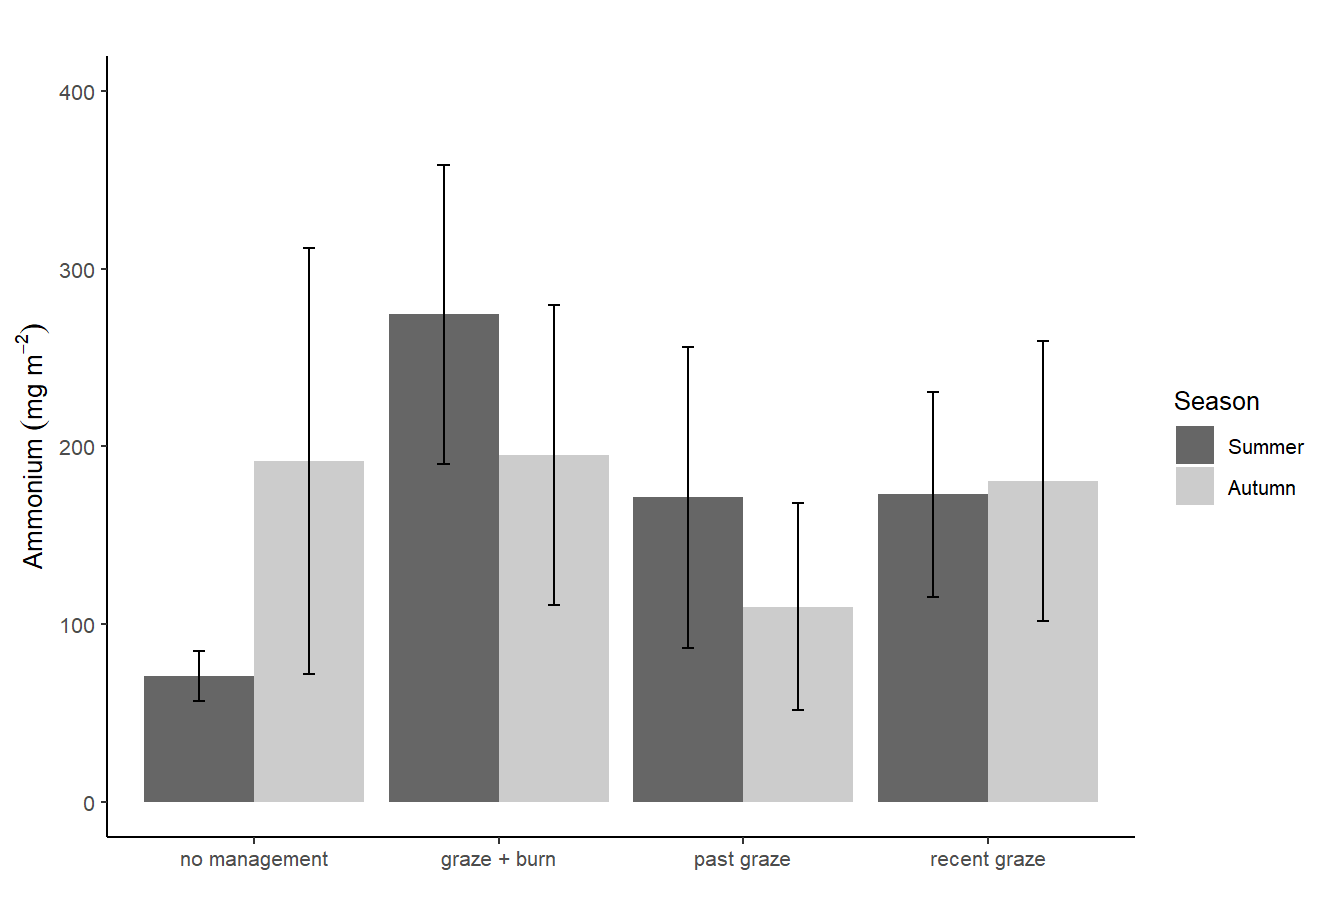 400
300
200
100
0
Ammonium (mg m⁻²)
no management
graze + burn
past graze
recent graze
Season
Summer
Autumn